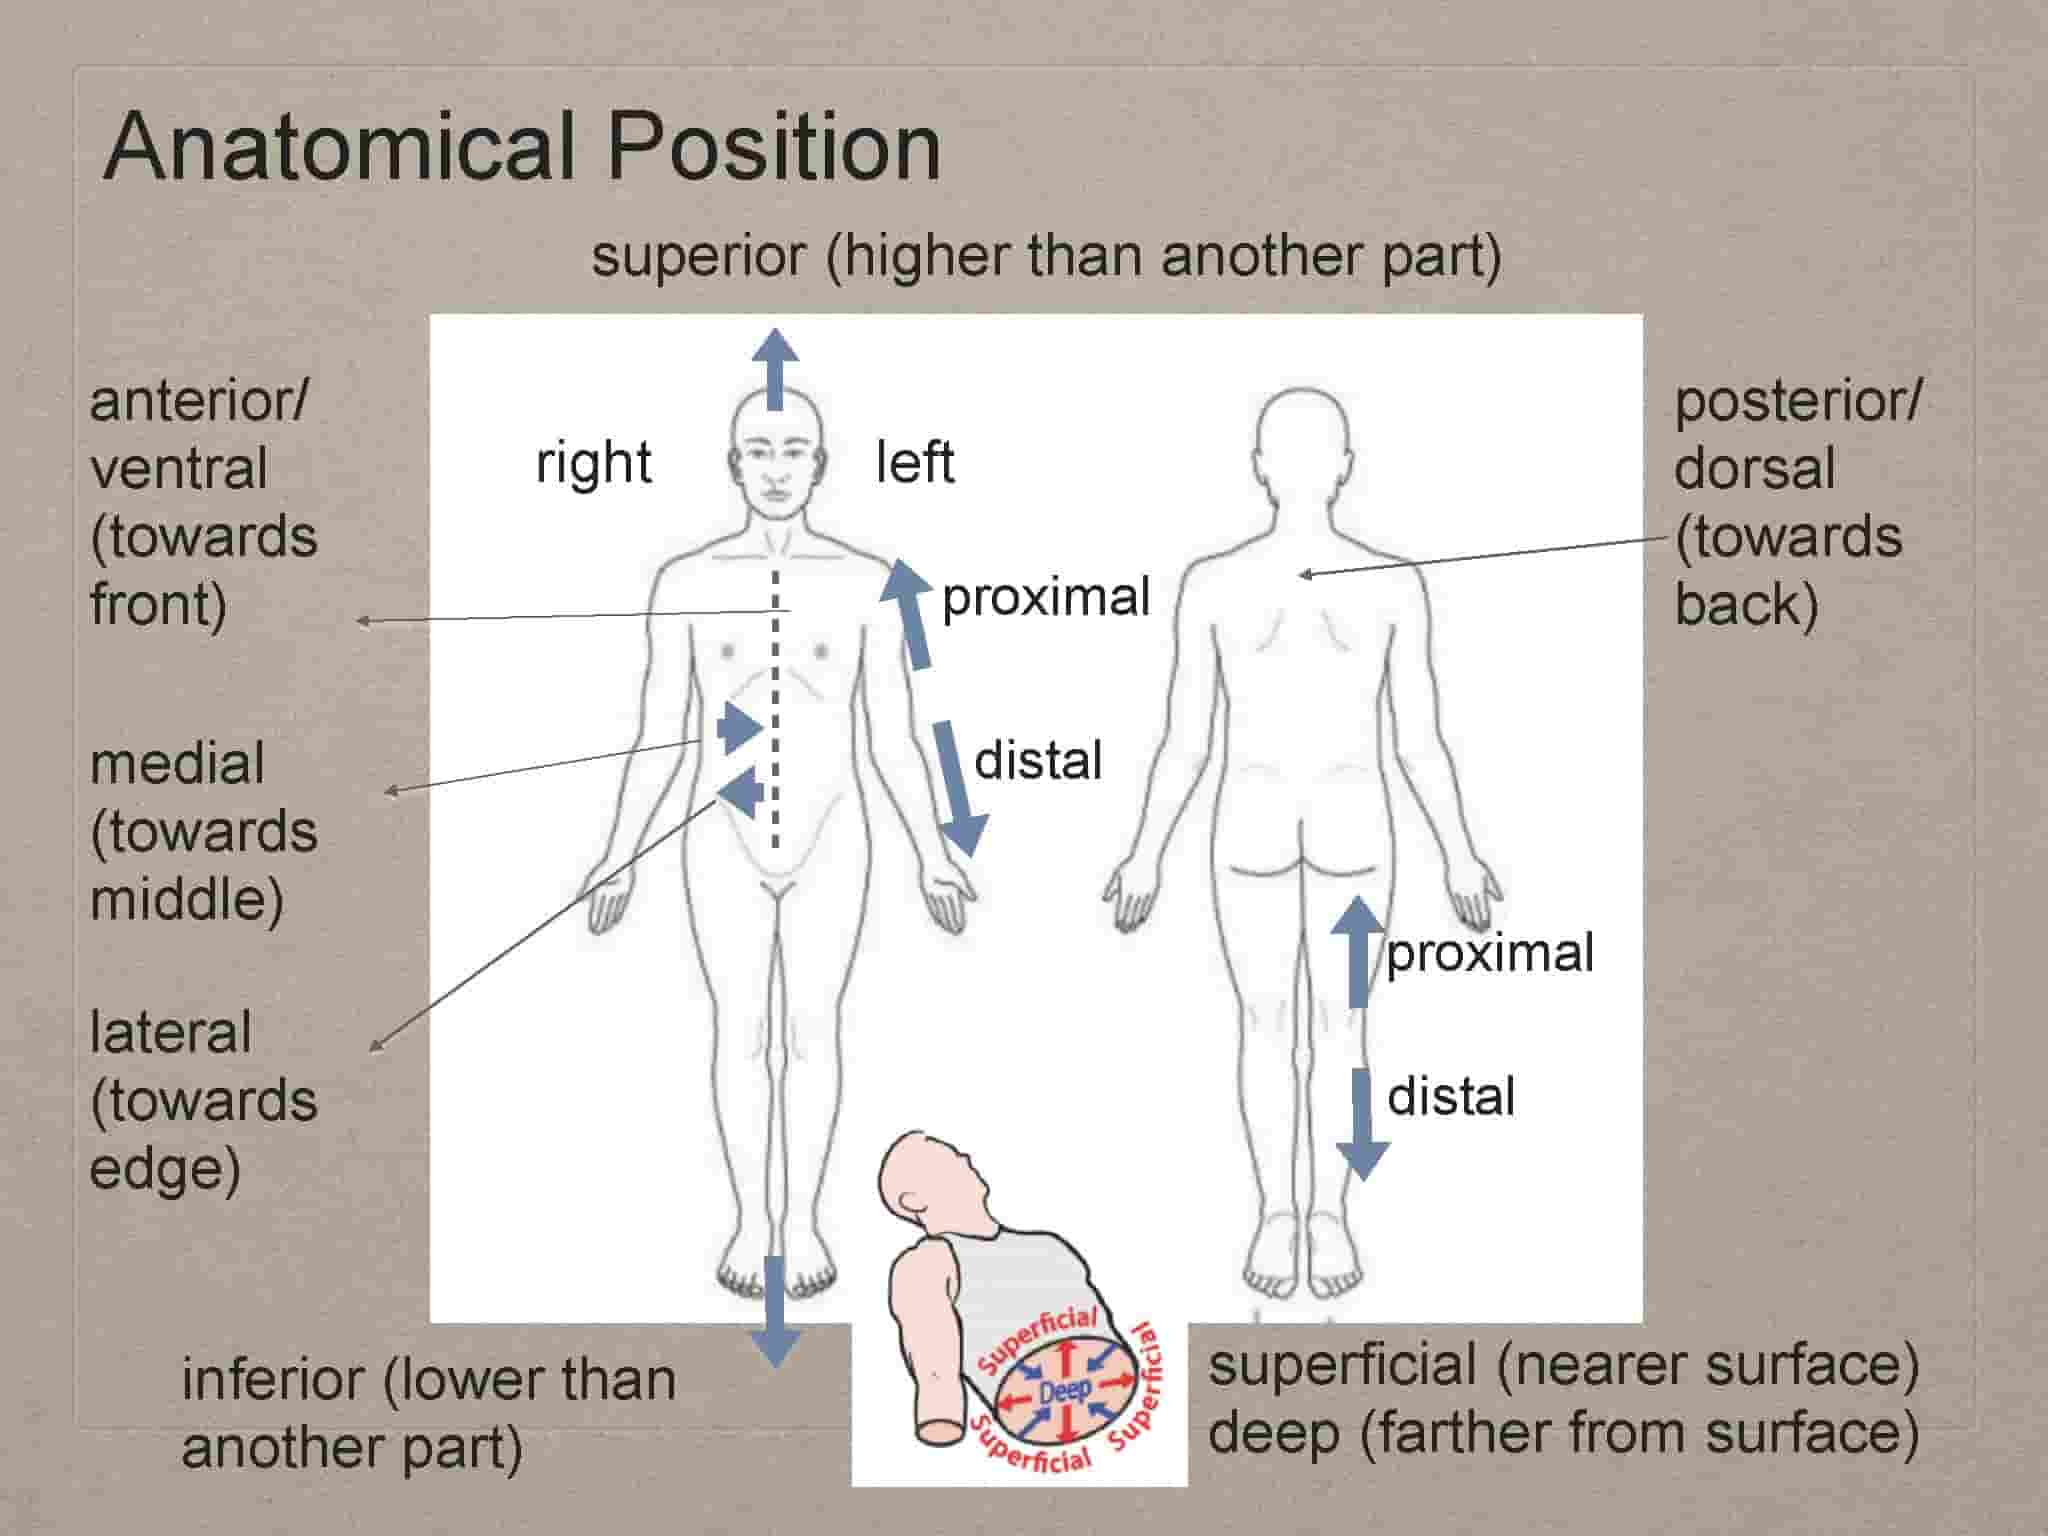 Anatomical Position
superior (higher than another part)
anterior/
ventral
(towards
front)
medial
(towards
middle)
lateral
(towards
edge)
right
left
proximal
distal
posterior/
dorsal
(towards
back)
proximal
distal
inferior (lower than
another part)
Superficial
Superficial
Deep
Superficial
superficial (nearer surface)
deep (farther from surface)